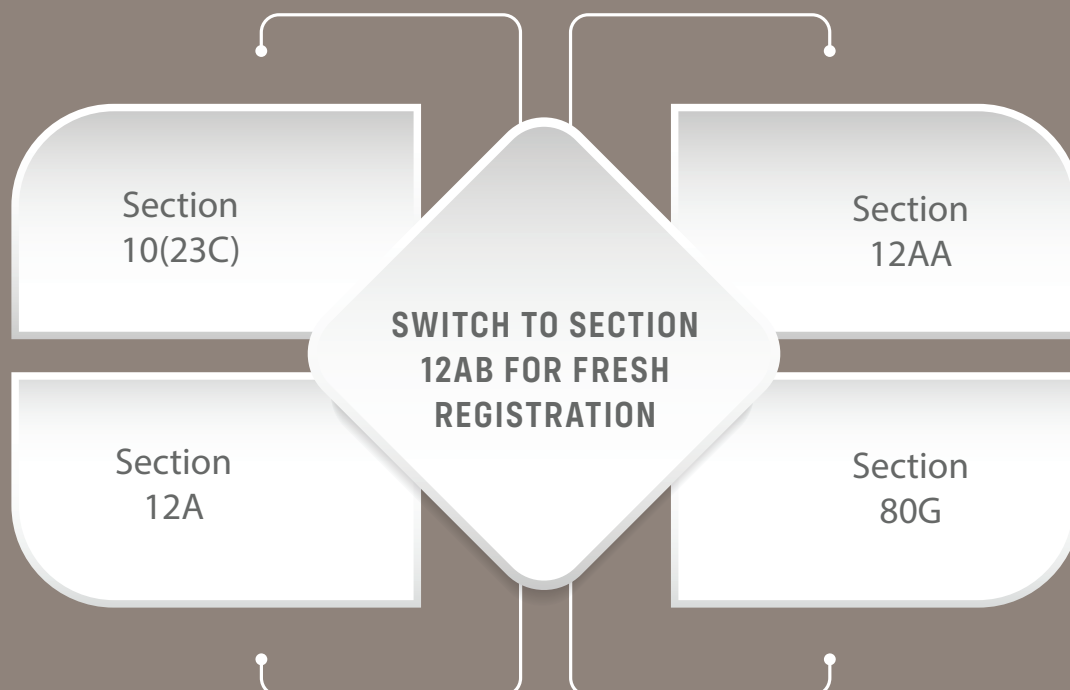 Section
10(23C)
Section
12AA
SWITCH TO SECTION
12AB FOR FRESH
REGISTRATION
Section
12A
Section
80G